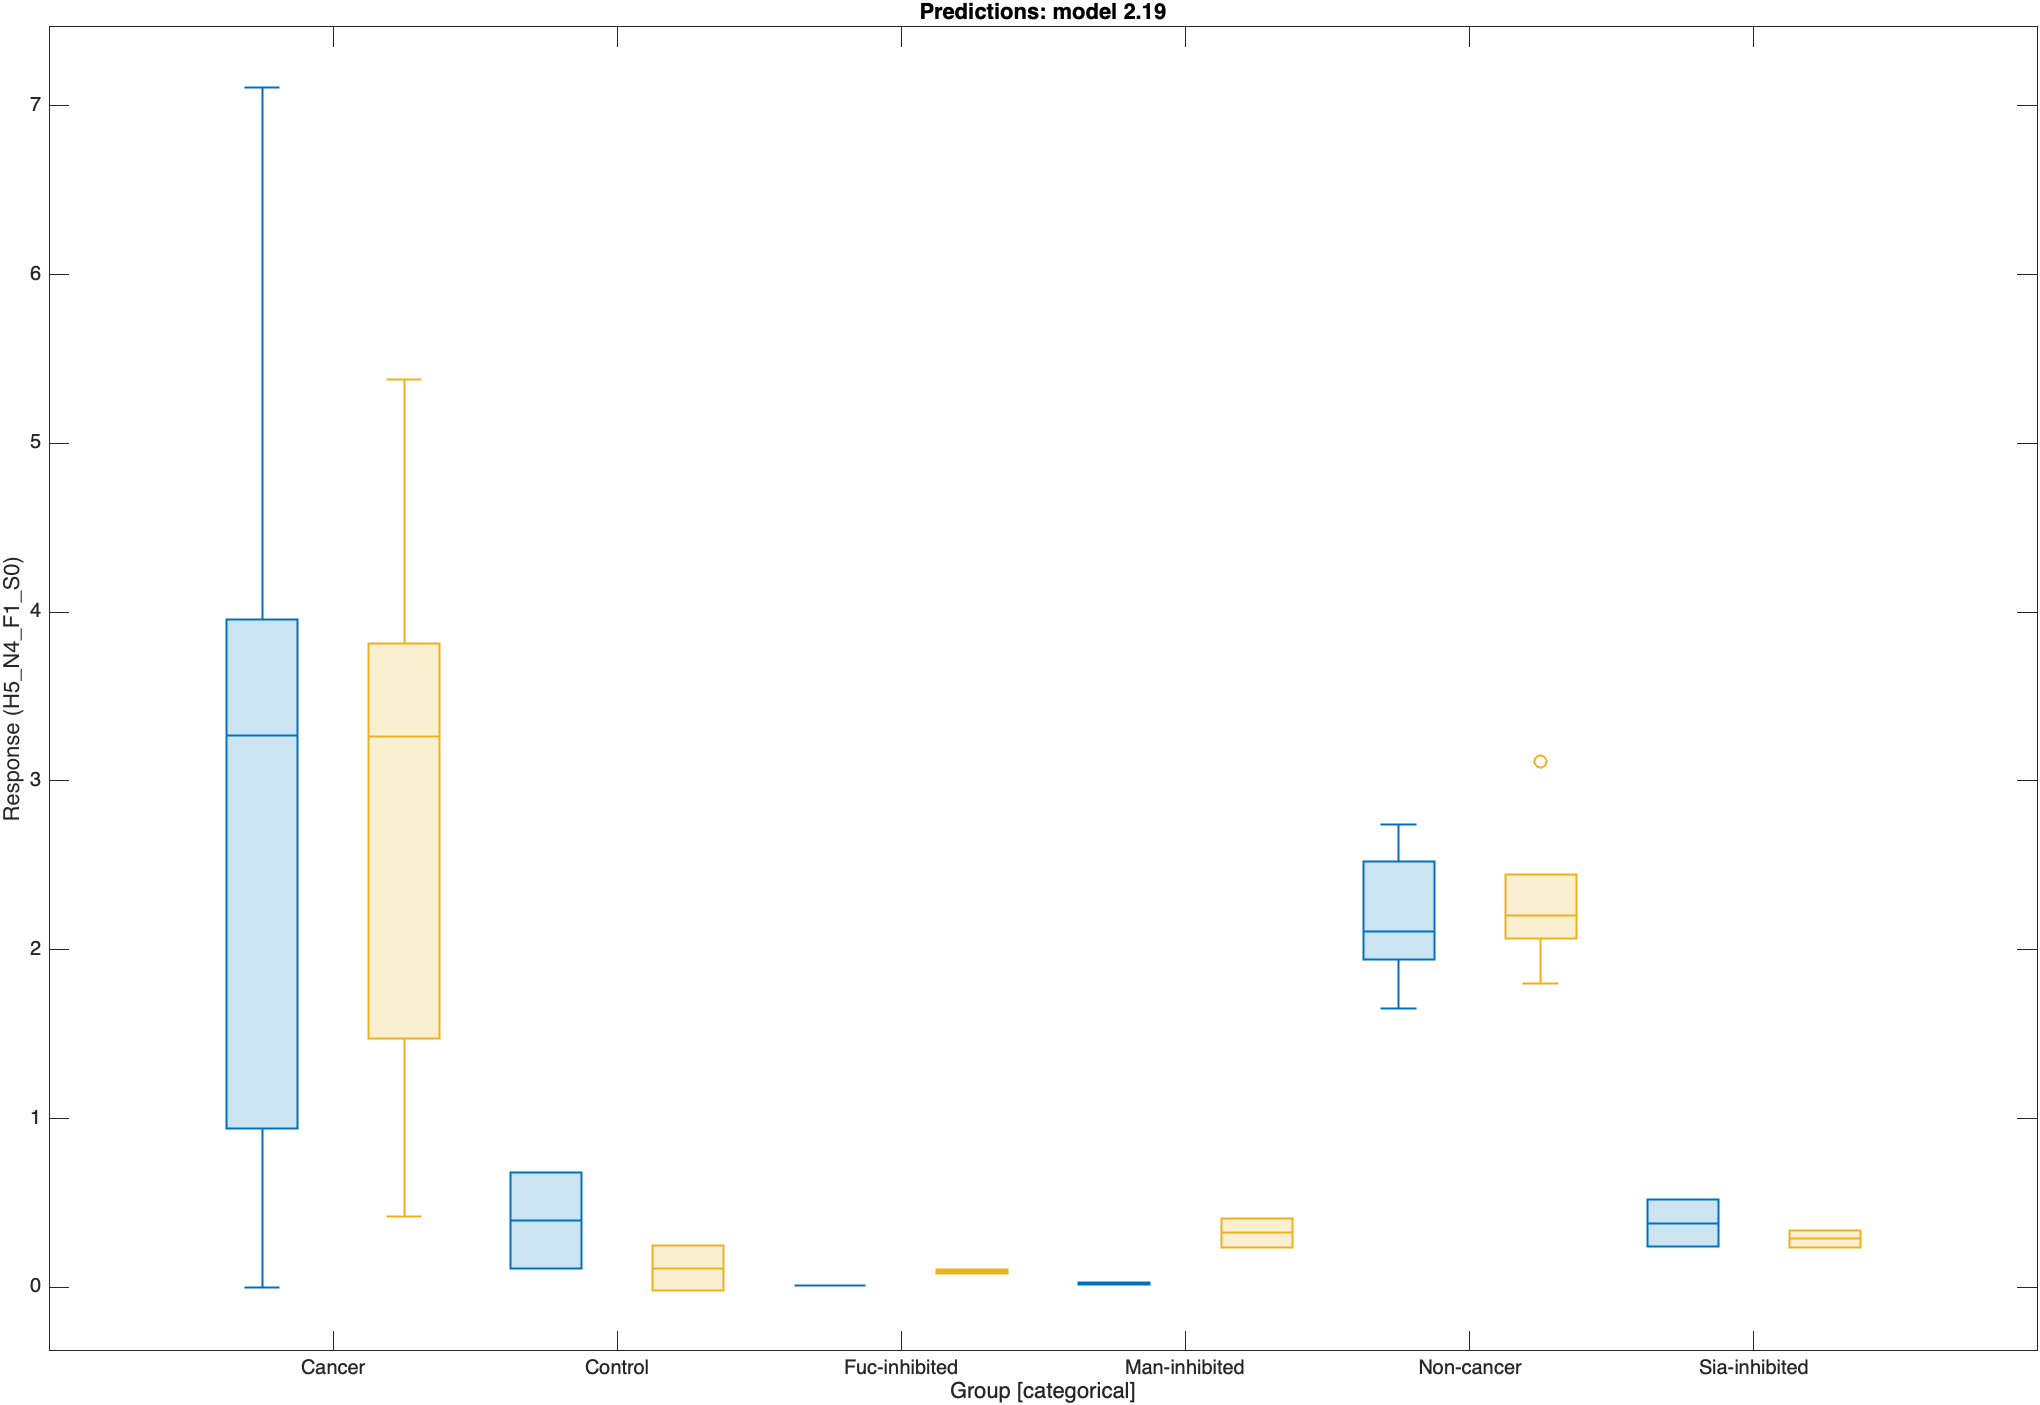 Predictions: model 2.19
Response (H5_N4_F1_S0)
7
6
5
4
3
2
1
0
Cancer Control Fuc-inhibited Man-inhibited Non-cancer Sia-inhibited
Group [categorical]